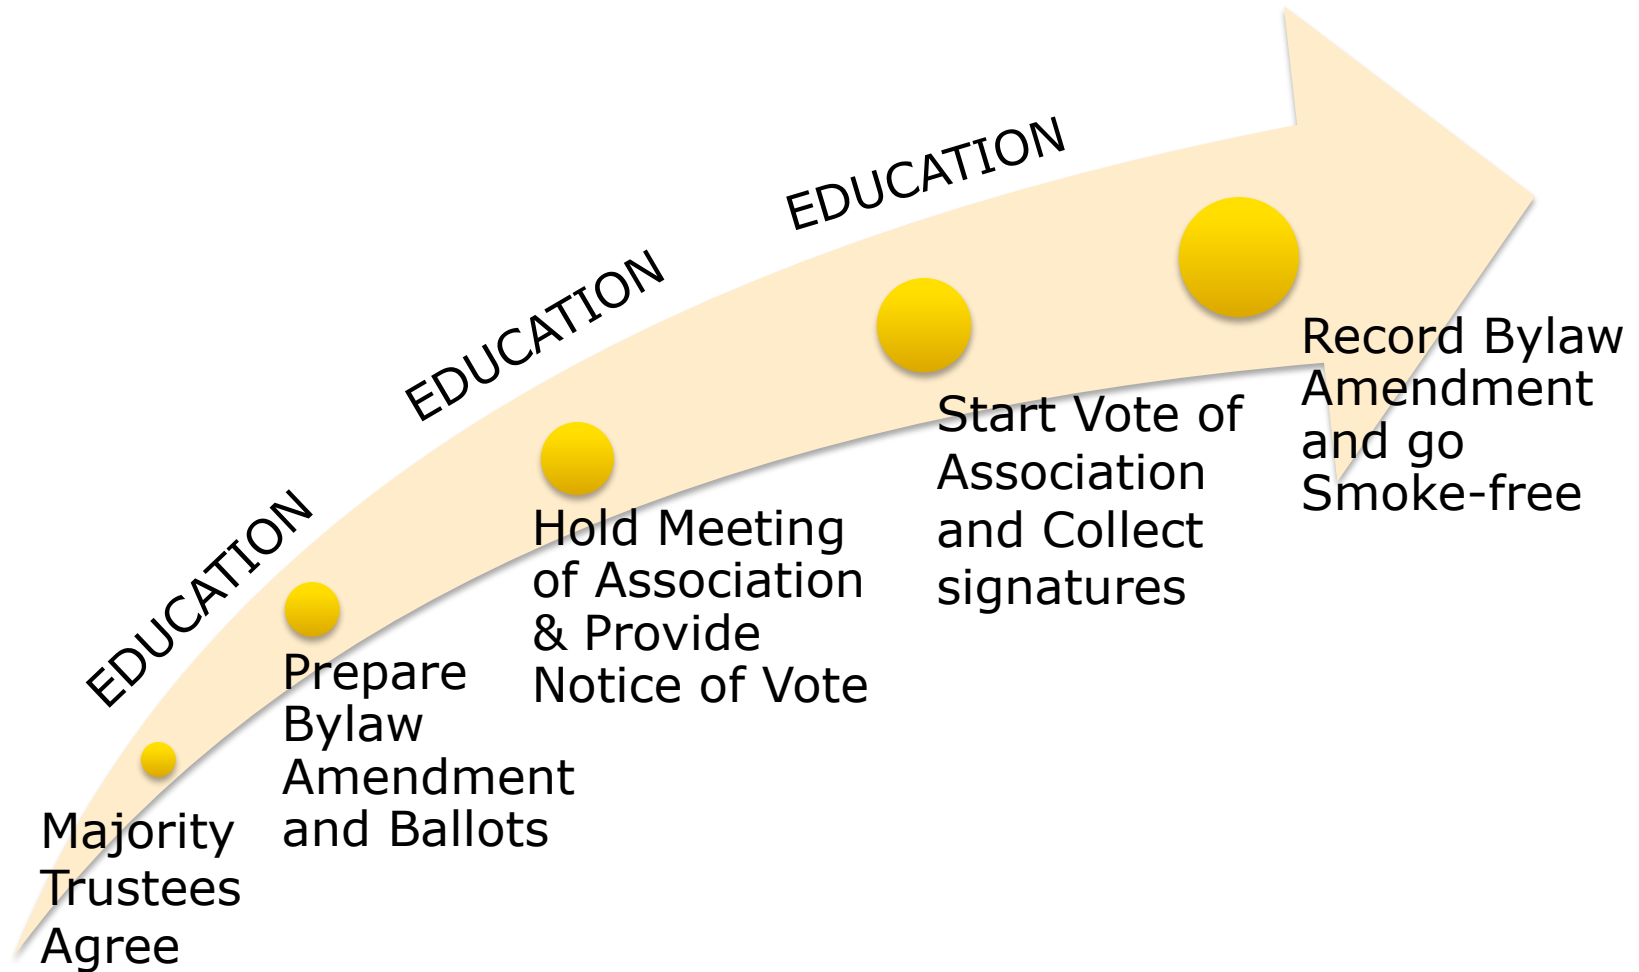 EDUCATION
EDUCATION
EDUCATION
Majority
Trustees
Agree
Prepare
Bylaw
Amendment
and Ballots
Hold Meeting
of Association
& Provide
Notice of Vote
Start Vote of
Association
and Collect
signatures
Record Bylaw
Amendment
and go
Smoke-free